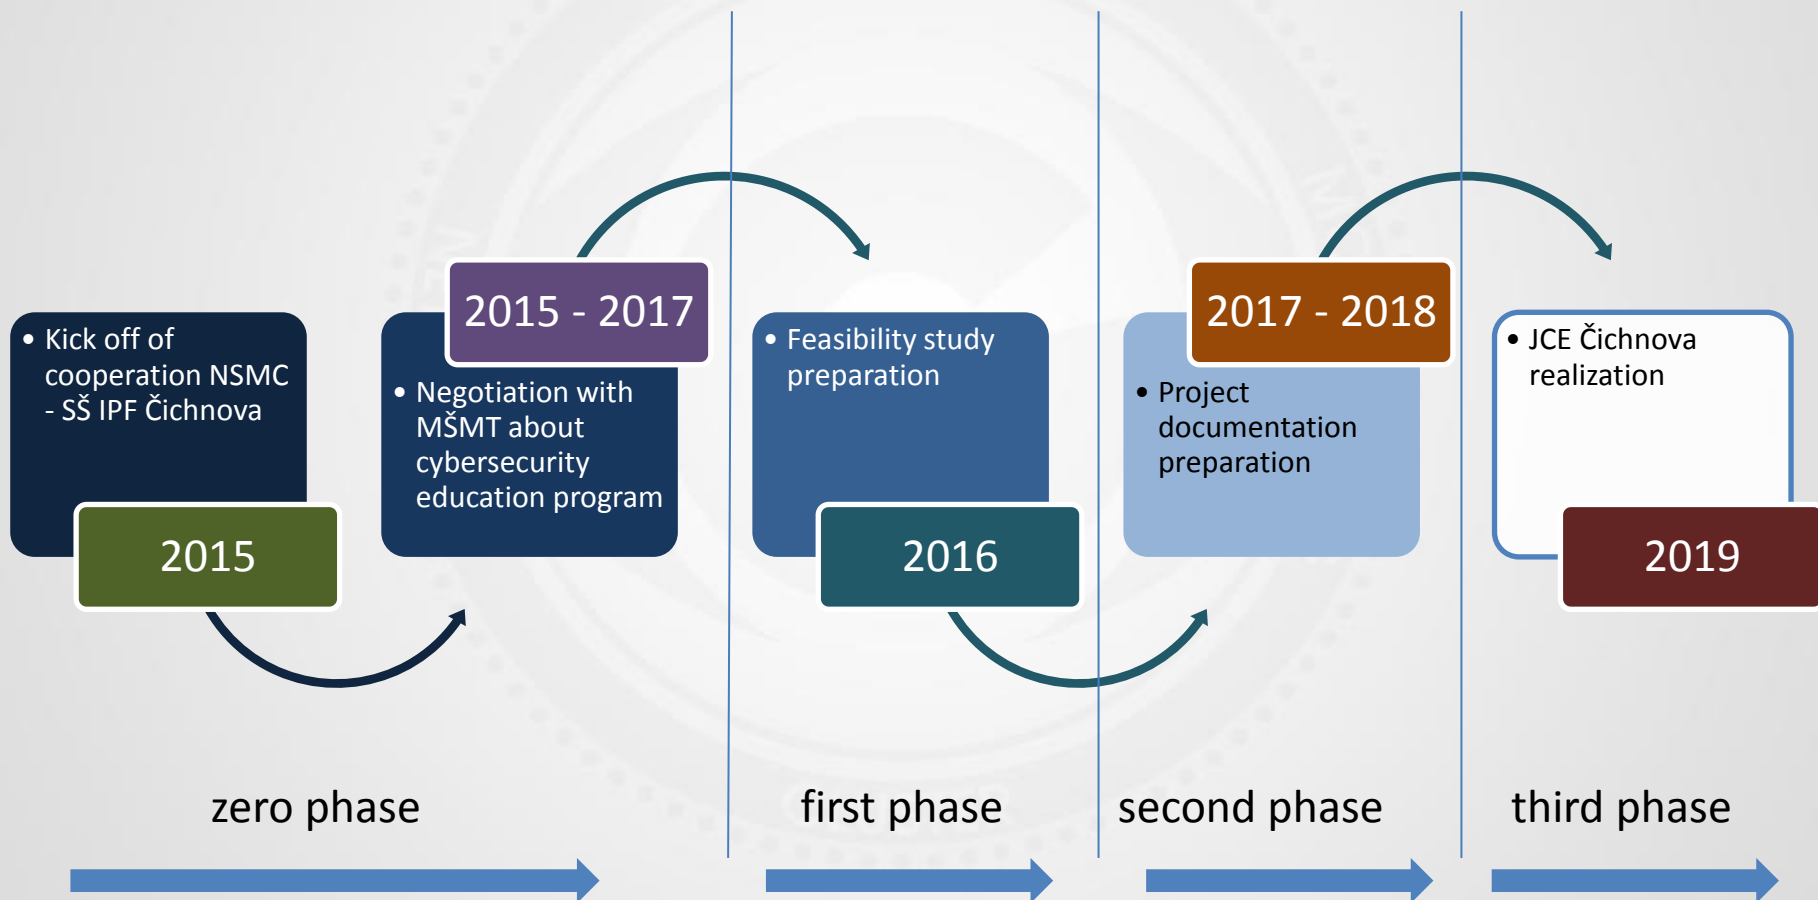 • Kick off of
cooperation NSMC
- SŠ IPF Čichnova
2015
2015 - 2017
• Negotiation with
MŠMT about
cybersecurity
education program
• Feasibility study
preparation
2016
2017 - 2018
• Project
documentation
preparation
• JCE Čichnova
realization
2019
zero phase
first phase
second phase
third phase